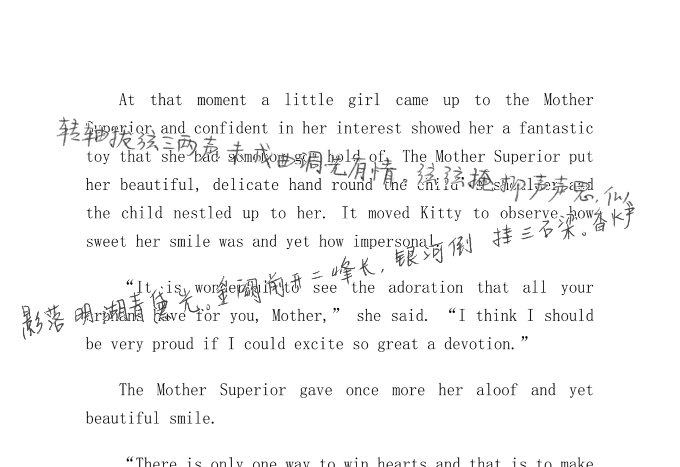 At that moment a little girl came up to the Mother
Superior and confident in her interest showed her a fantastic
toy that she had somehow got hold of. The Mother Superior put
her beautiful, delicate hand round the child's shoulder and
the child nestled up to her. It moved Kitty to observe how
sweet her smile was and yet how impersonal.
转轴拨弦三两声未成曲调先有情。弦弦掩抑声声思,似
“It is wonderful to see the adoration that all your
orphans have for you, Mother,” she said. “I think I should
be very proud if I could excite so great a devotion.”
影落明湖青黛光。金阙前开二峰长,银河倒挂三石梁。香炉
The Mother Superior gave once more her aloof and yet
beautiful smile.
“There is only one way to win hearts and that is to make